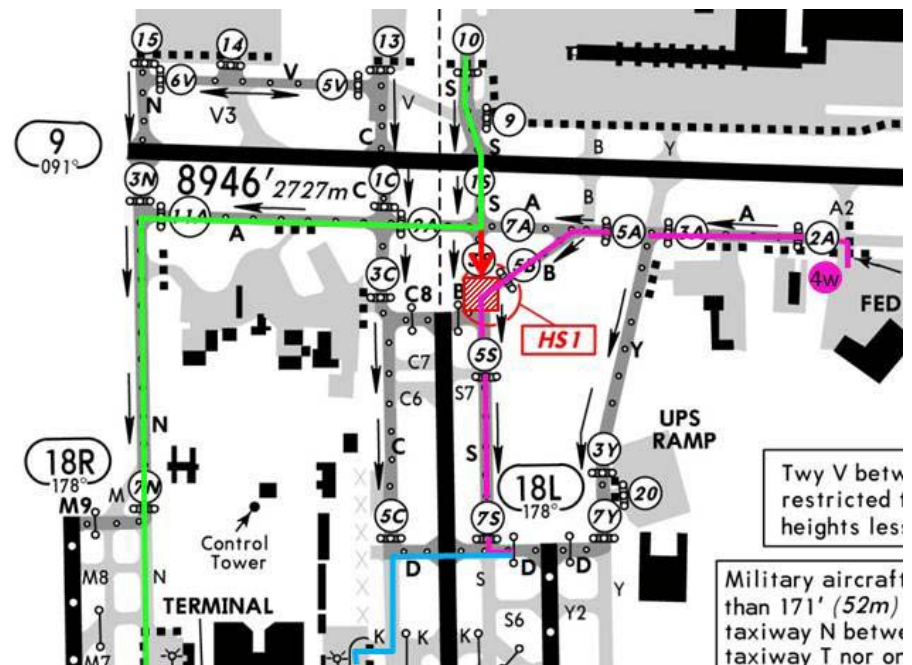 15
14
13
10
6V
V
5V
V3
V
N
C
S
9
9
091°
S
B
Y
3N
8946' 2727m
C
1C
1S
S
A
B
A2
11A
A
2A
7A
5A
3A
A
2A
5B
B
4w
3C
C8
B
HS1
FED
5S
C7
C6
S7
Y
UPS
RAMP
N
C
S
18R
178°
18L
178°
3Y
20
M9
M
7N
5C
7S
7Y
Control
Tower
D
D
D
Twy V betw
restricted t
heights less
M8
N
S
Y
TERMINAL
S6
Y2
K
K
M7
Military aircraft
than 171' (52m)
taxiway N betwe
taxiway T nor or
X
X
X
X
X
X